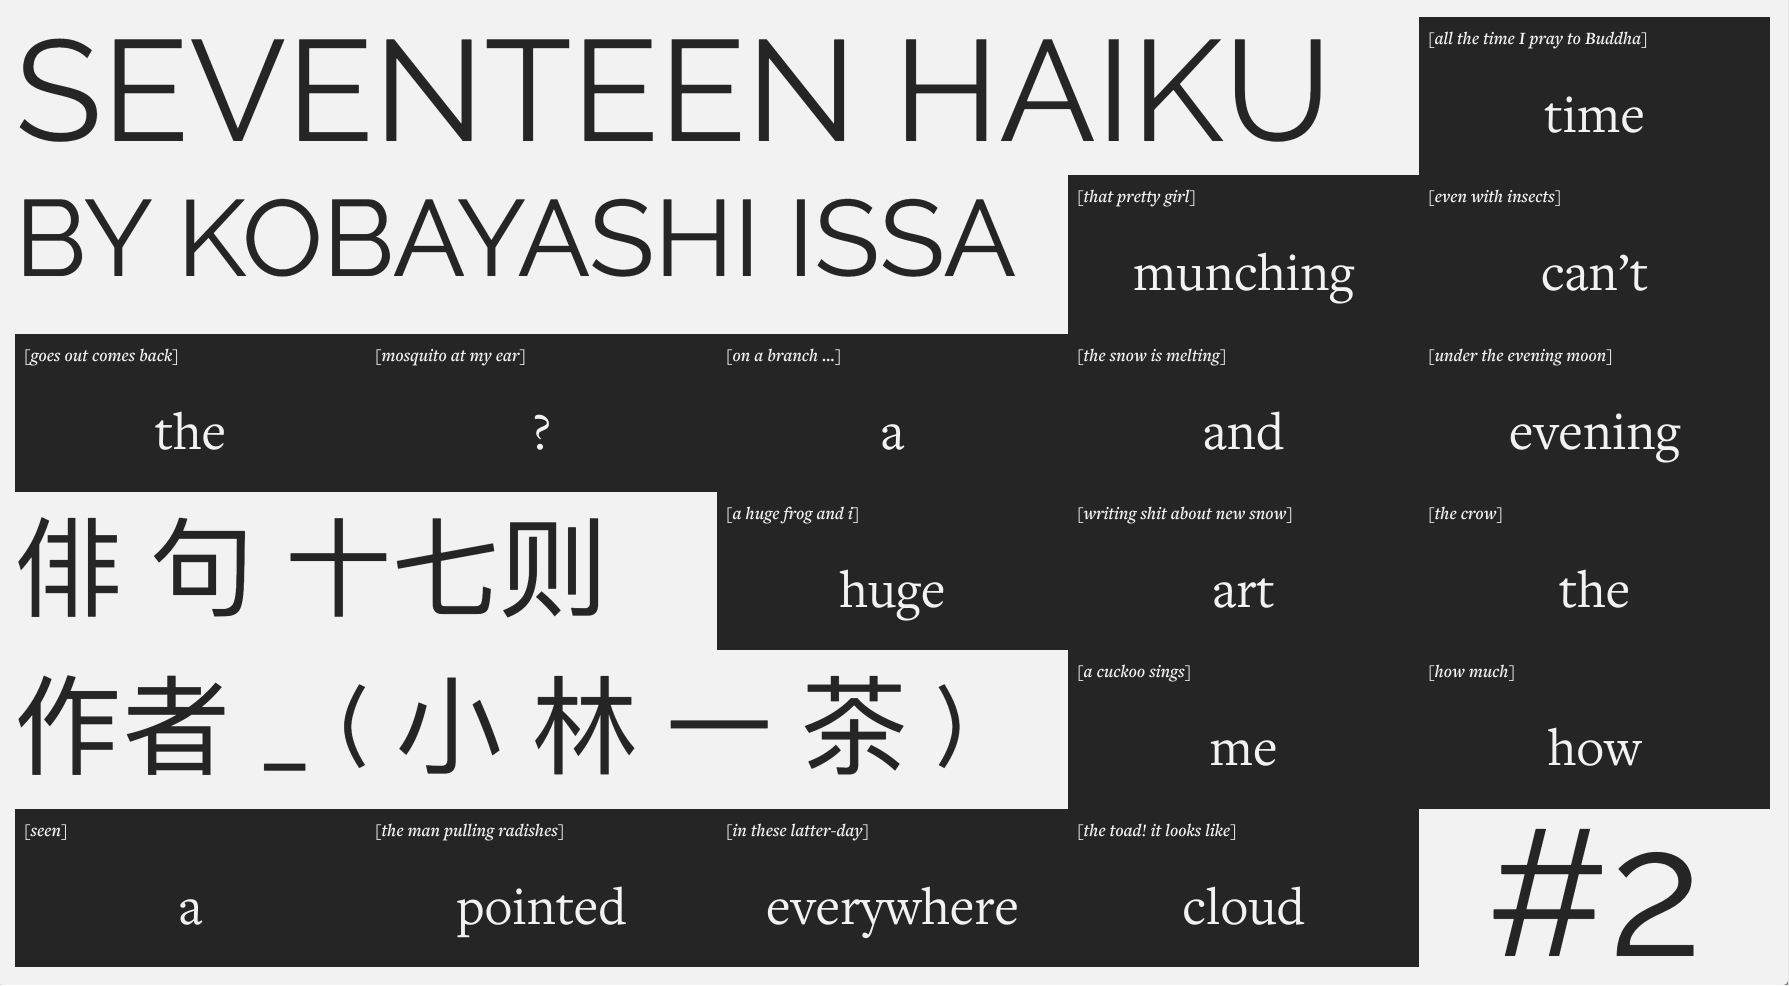 SEVENTEEN HAIKU
[all the time I pray to Buddha]
time
BY KOBAYASHI ISSA
[that pretty girl]
munching
[even with insects]
can’t
[goes out comes back]
the
[mosquito at my ear]
?
[on a branch ...]
a
[the snow is melting]
and
[under the evening moon]
evening
俳 句 十七则
[a huge frog and i]
huge
[writing shit about new snow]
art
[the crow]
the
作者 _ ( 小 林 一 茶 )
[a cuckoo sings]
me
[how much]
how
[seen]
a
[the man pulling radishes]
pointed
[in these latter-day]
everywhere
[the toad! it looks like]
cloud
#2